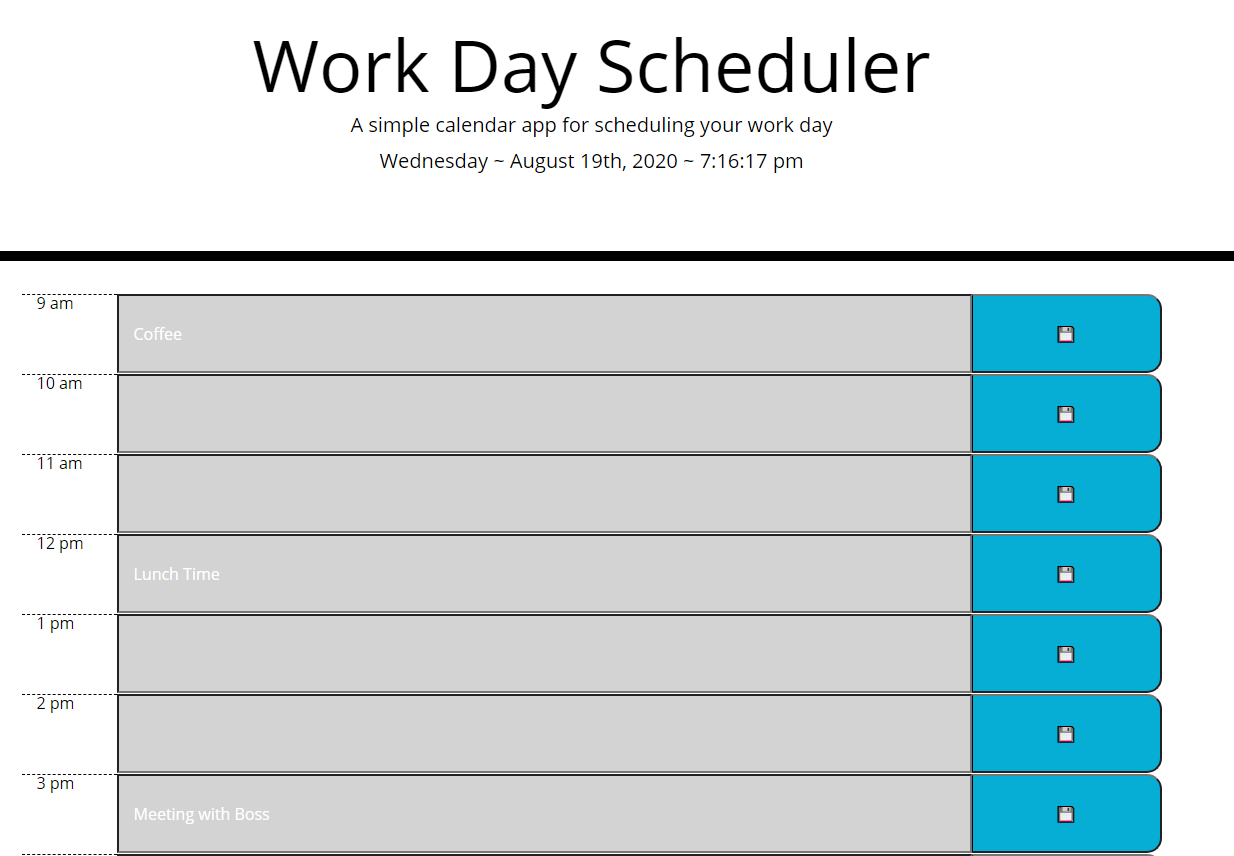 Work Day Scheduler
A simple calendar app for scheduling your work day
Wednesday ~ August 19th, 2020 ~ 7:16:17 pm
9 am
Coffee
10 am
11 am
12 pm
Lunch Time
1 pm
2 pm
3 pm
Meeting with Boss